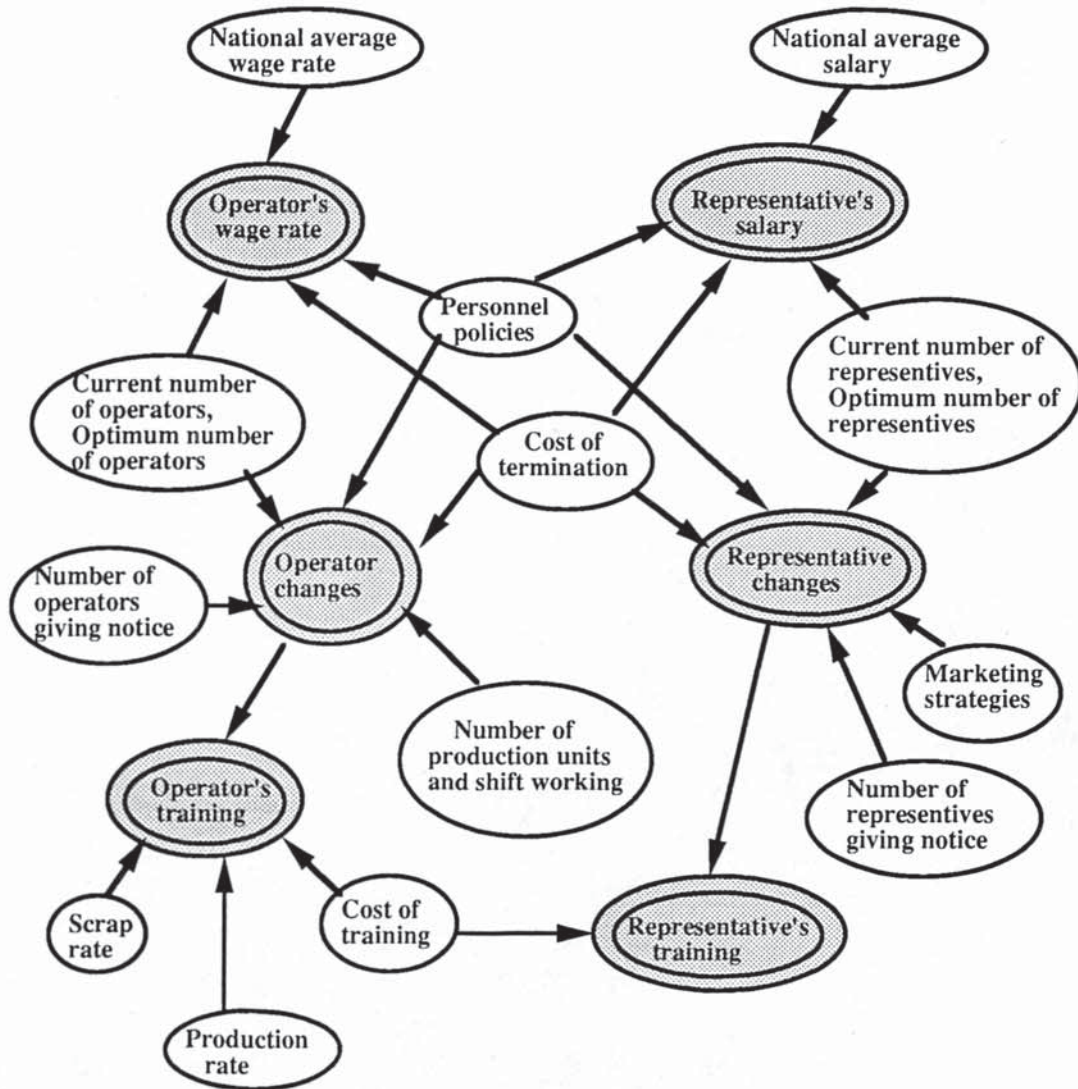 National average
wage rate
National average
salary
Operator's
wage rate
Representative's
salary
Personnel
policies
Current number
of operators,
Optimum number
of operators
Current number of
representives,
Optimum number of
representives
Cost of
termination
Operator
changes
Representative
changes
Number of
operators
giving notice
Marketing
strategies
Number of
production units
and shift working
Operator's
training
Number of
representives
giving notice
Scrap
rate
Cost of
training
Representative's
training
Production
rate